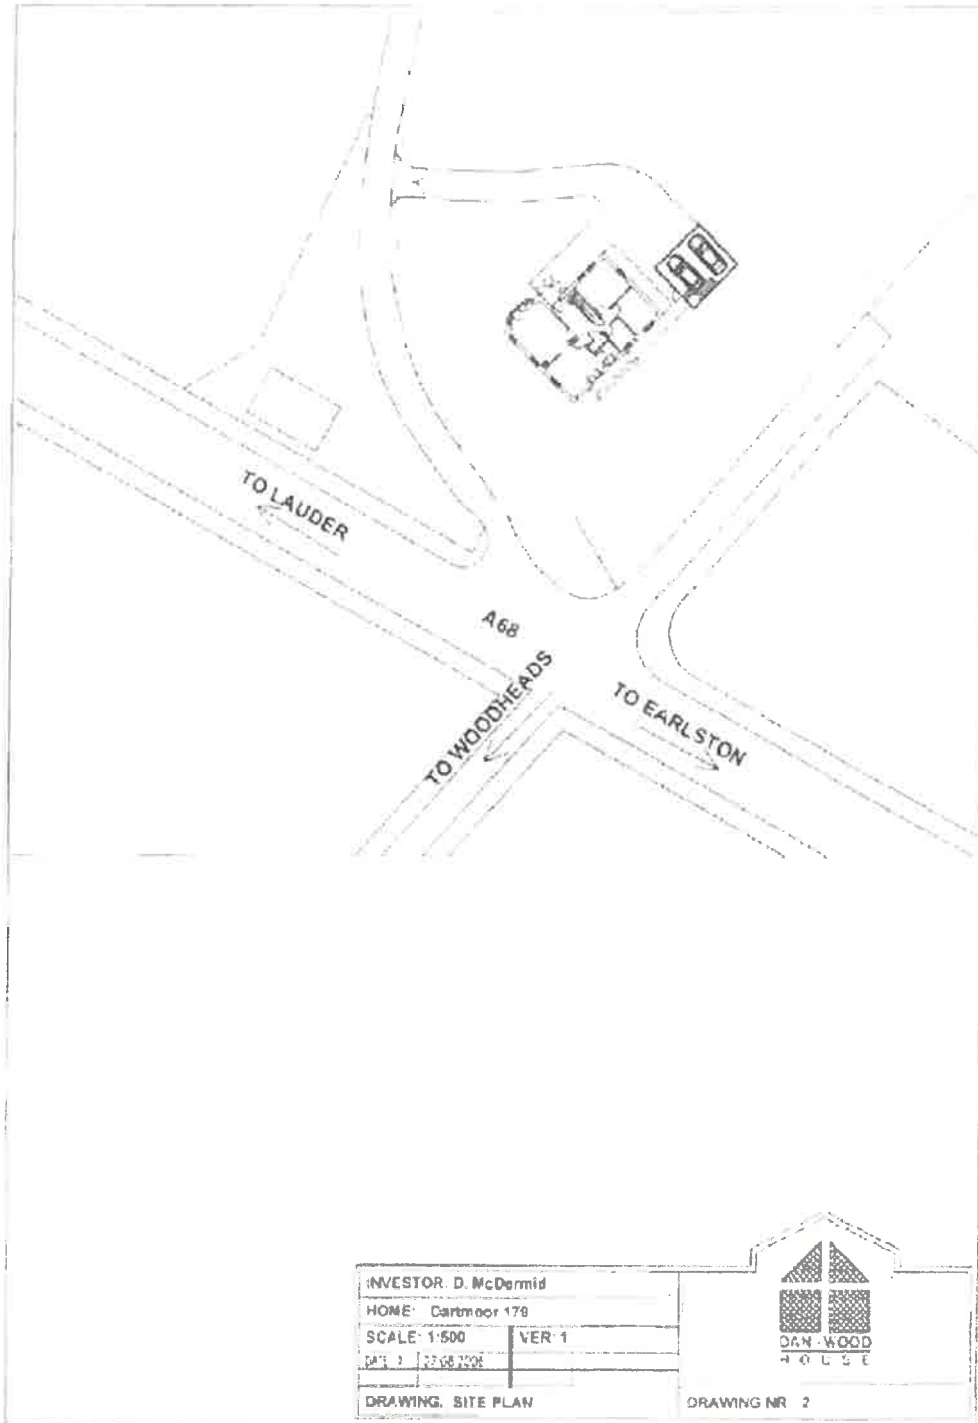 TO LAUDER
A68
TO WOODHEADS
TO EARLSTON
INVESTOR: D. McDermid
HOME: Dartmoor 179
SCALE: 1:500 VER: 1
DRAWING. SITE PLAN
DAN-WOOD
HOUSE
DRAWING NR 2